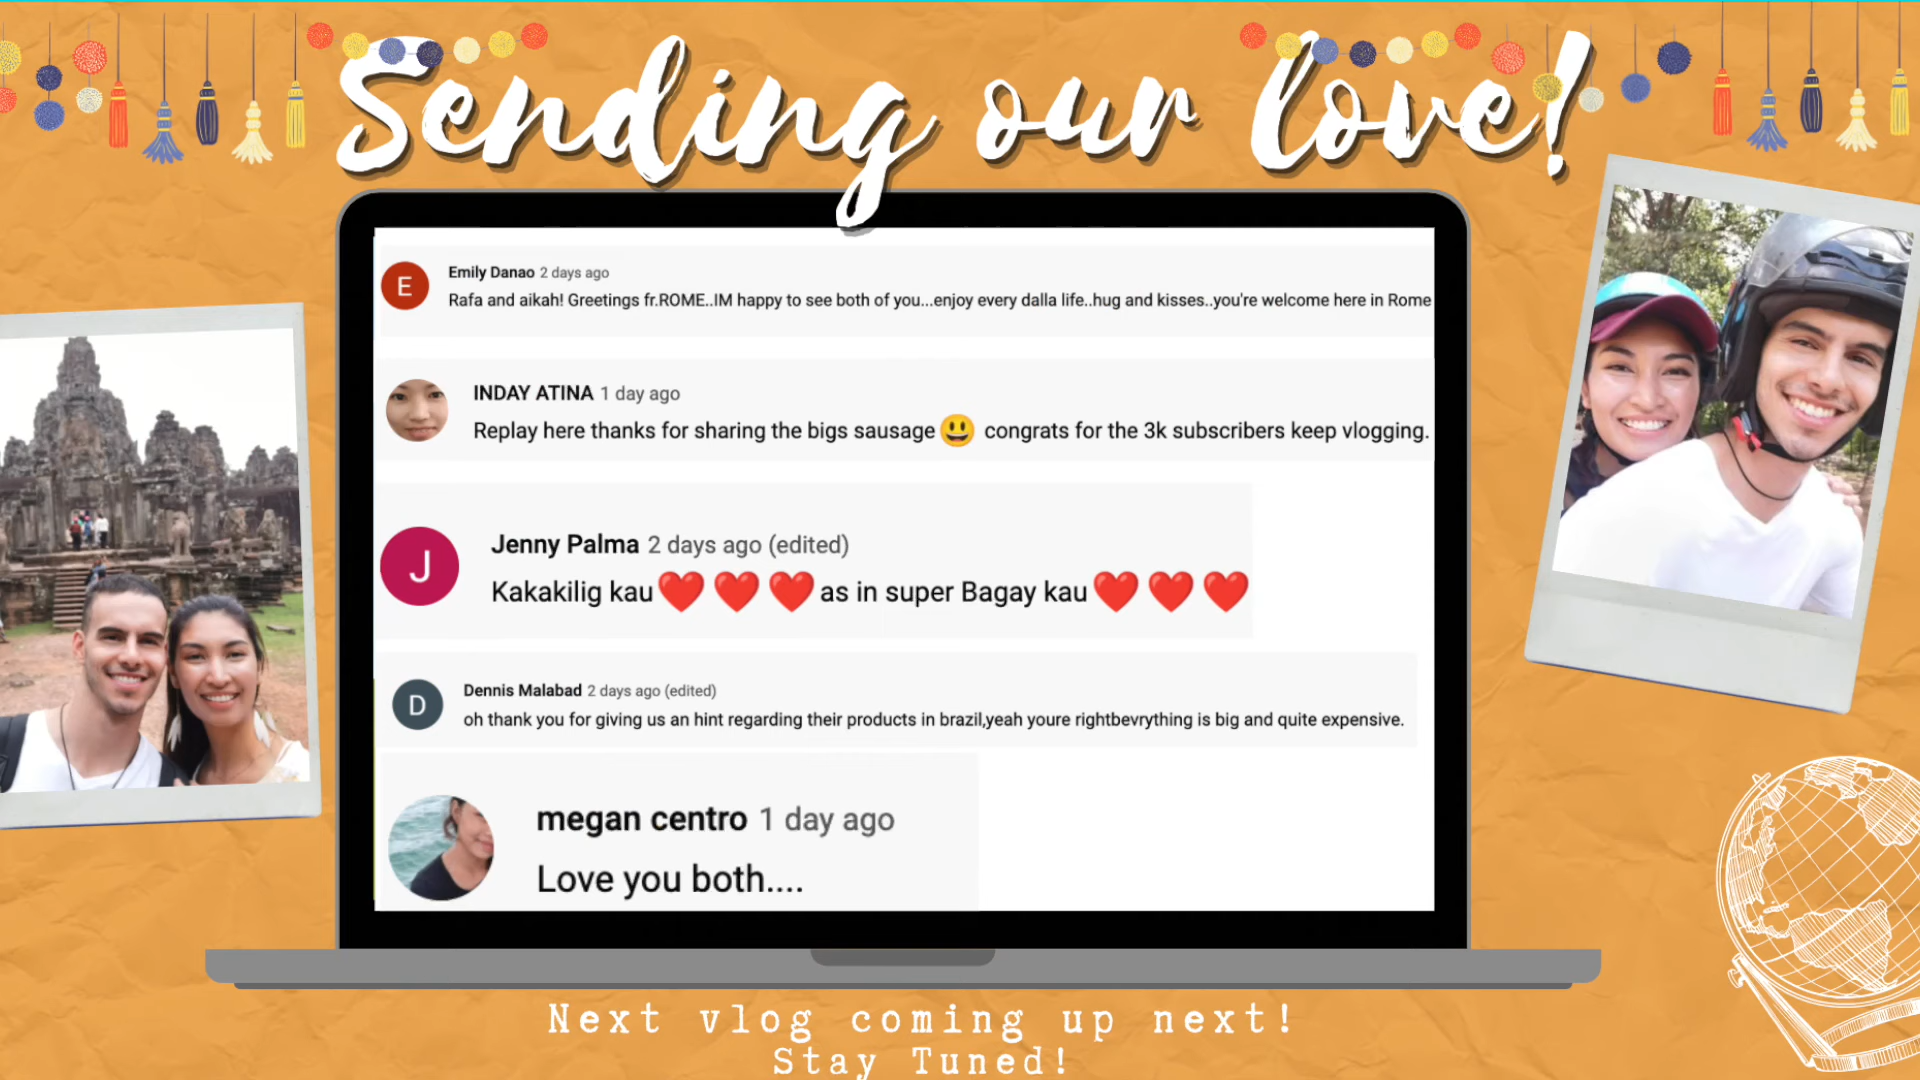 Sending our love!
E
Emily Danao 2 days ago
Rafa and aikah! Greetings fr.ROME..IM happy to see both of you...enjoy every dalla life..hug and kisses..you're welcome here in Rome
INDAY ATINA 1 day ago
Replay here thanks for sharing the bigs sausage😃 congrats for the 3k subscribers keep vlogging.
J
Jenny Palma 2 days ago (edited)
Kakakilig kau❤️❤️❤️as in super Bagay kau❤️❤️❤️
D
Dennis Malabad 2 days ago (edited)
oh thank you for giving us an hint regarding their products in brazil,yeah youre rightbevrything is big and quite expensive.
megan centro 1 day ago
Love you both....
Next vlog coming up next!
Stay Tuned!